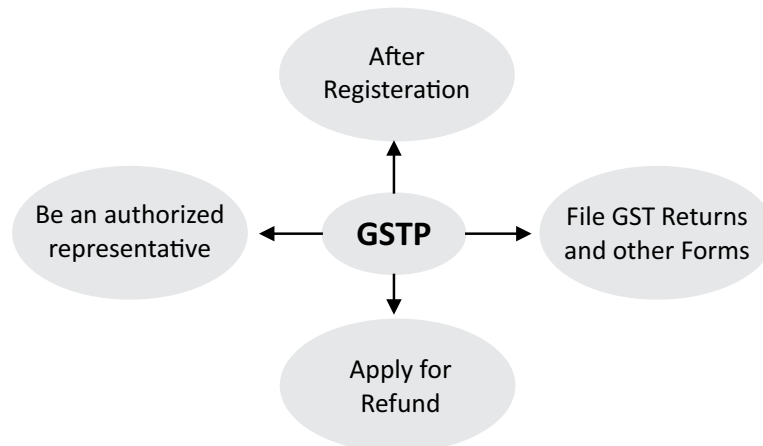 After
Registeration
Be an authorized
representative
GSTP
File GST Returns
and other Forms
Apply for
Refund